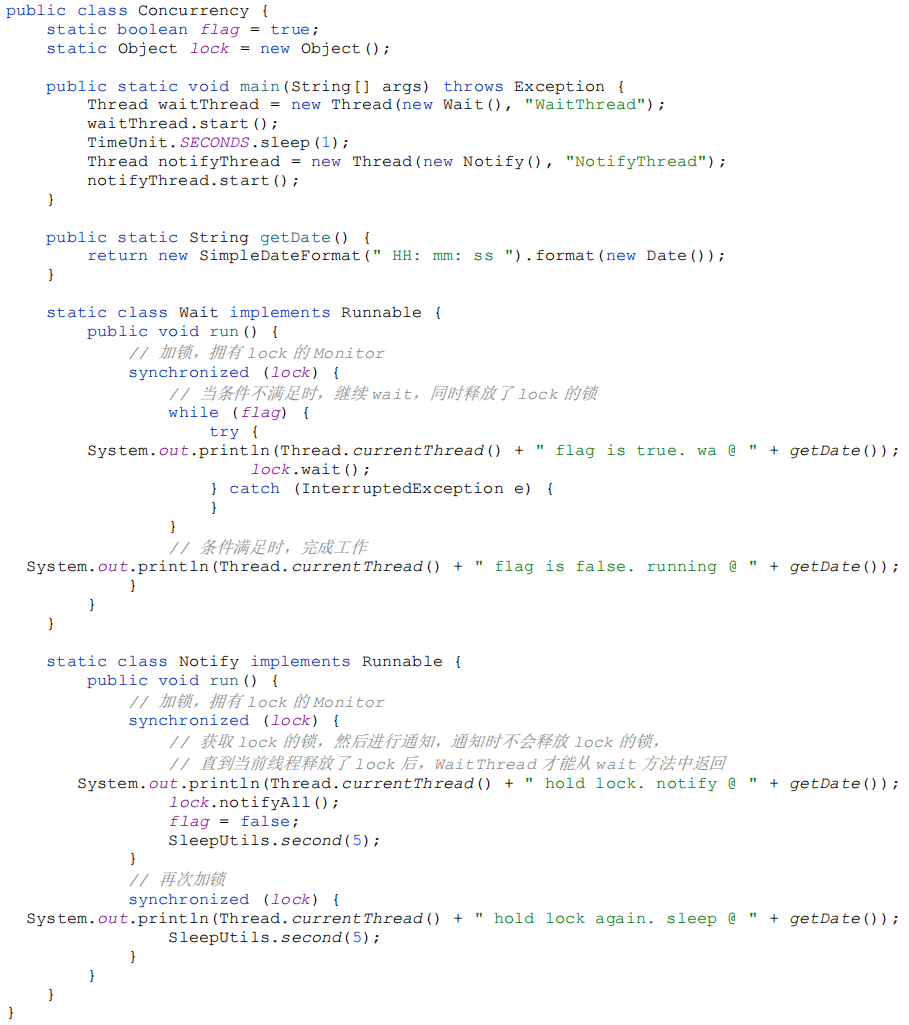 public class Concurrency {
    static boolean flag = true;
    static Object lock = new Object();

    public static void main(String[] args) throws Exception {
        Thread waitThread = new Thread(new Wait(), "WaitThread");
        waitThread.start();
        TimeUnit.SECONDS.sleep(1);
        Thread notifyThread = new Thread(new Notify(), "NotifyThread");
        notifyThread.start();
    }

    public static String getDate() {
        return new SimpleDateFormat(" HH: mm: ss ").format(new Date());
    }

    static class Wait implements Runnable {
        public void run() {
            // 加锁，拥有 lock 的 Monitor
            synchronized (lock) {
                // 当条件不满足时，继续 wait，同时释放了 lock 的锁
                while (flag) {
                    try {
        System.out.println(Thread.currentThread() + " flag is true. wa @ " + getDate());
                        lock.wait();
                    } catch (InterruptedException e) {
                    }
                }
                // 条件满足时，完成工作
  System.out.println(Thread.currentThread() + " flag is false. running @ " + getDate());
            }
        }
    }

    static class Notify implements Runnable {
        public void run() {
            // 加锁，拥有 lock 的 Monitor
            synchronized (lock) {
                // 获取 lock 的锁，然后进行通知，通知时不会释放 lock 的锁，
                // 直到当前线程释放了 lock 后，WaitThread 才能从 wait 方法中返回
       System.out.println(Thread.currentThread() + " hold lock. notify @ " + getDate());
                lock.notifyAll();
                flag = false;
                SleepUtils.second(5);
            }
            // 再次加锁
            synchronized (lock) {
  System.out.println(Thread.currentThread() + " hold lock again. sleep @ " + getDate());
                SleepUtils.second(5);
            }
        }
    }
}